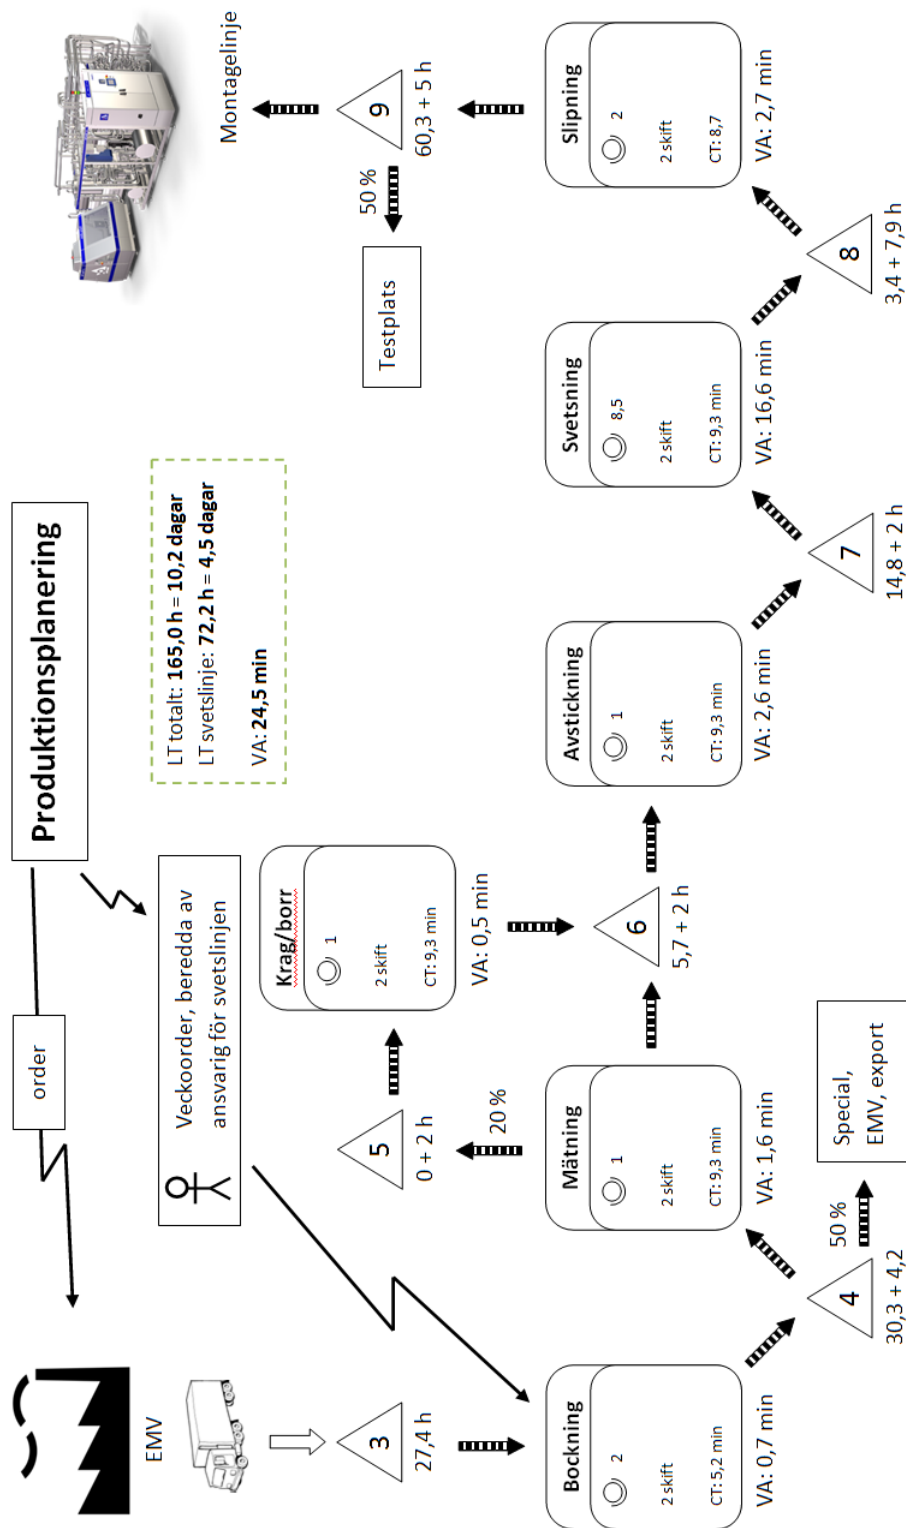 Produktionsplanering
order
EMV
Veckoorder, beredda av
ansvarig för svetslinjen
LT totalt: 165,0 h = 10,2 dagar
LT svetslinje: 72,2 h = 4,5 dagar
VA: 24,5 min
Montagelinje
3
27,4 h
Bockning
2
2 skift
CT: 5,2 min
VA: 0,7 min
4
30,3 + 4,2
50 %
Special,
EMV, export
Mätning
1
2 skift
CT: 9,3 min
VA: 1,6 min
20 %
5
0 + 2 h
Krag/borr
1
2 skift
CT: 9,3 min
VA: 0,5 min
6
5,7 + 2 h
Avstickning
1
2 skift
CT: 9,3 min
VA: 2,6 min
7
14,8 + 2 h
Svetsning
8,5
2 skift
CT: 9,3 min
VA: 16,6 min
8
3,4 + 7,9 h
Slipning
2
2 skift
CT: 8,7
VA: 2,7 min
9
60,3 + 5 h
50 %
Testplats